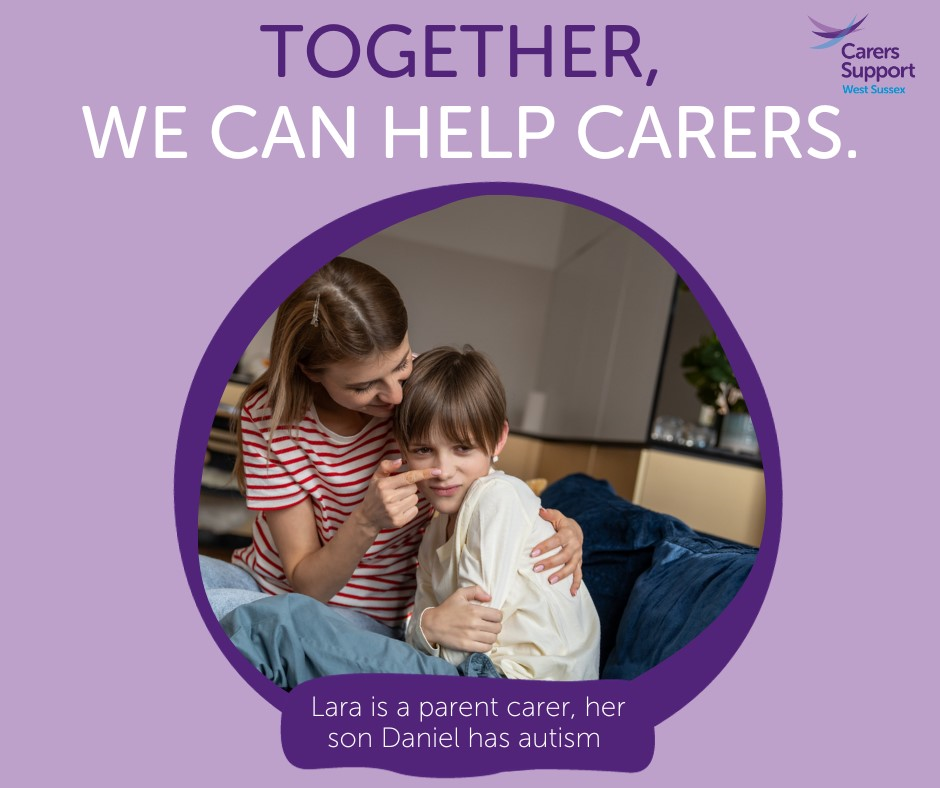 TOGETHER,
WE CAN HELP CARERS.
Carers
Support
West Sussex
Lara is a parent carer, her
son Daniel has autism